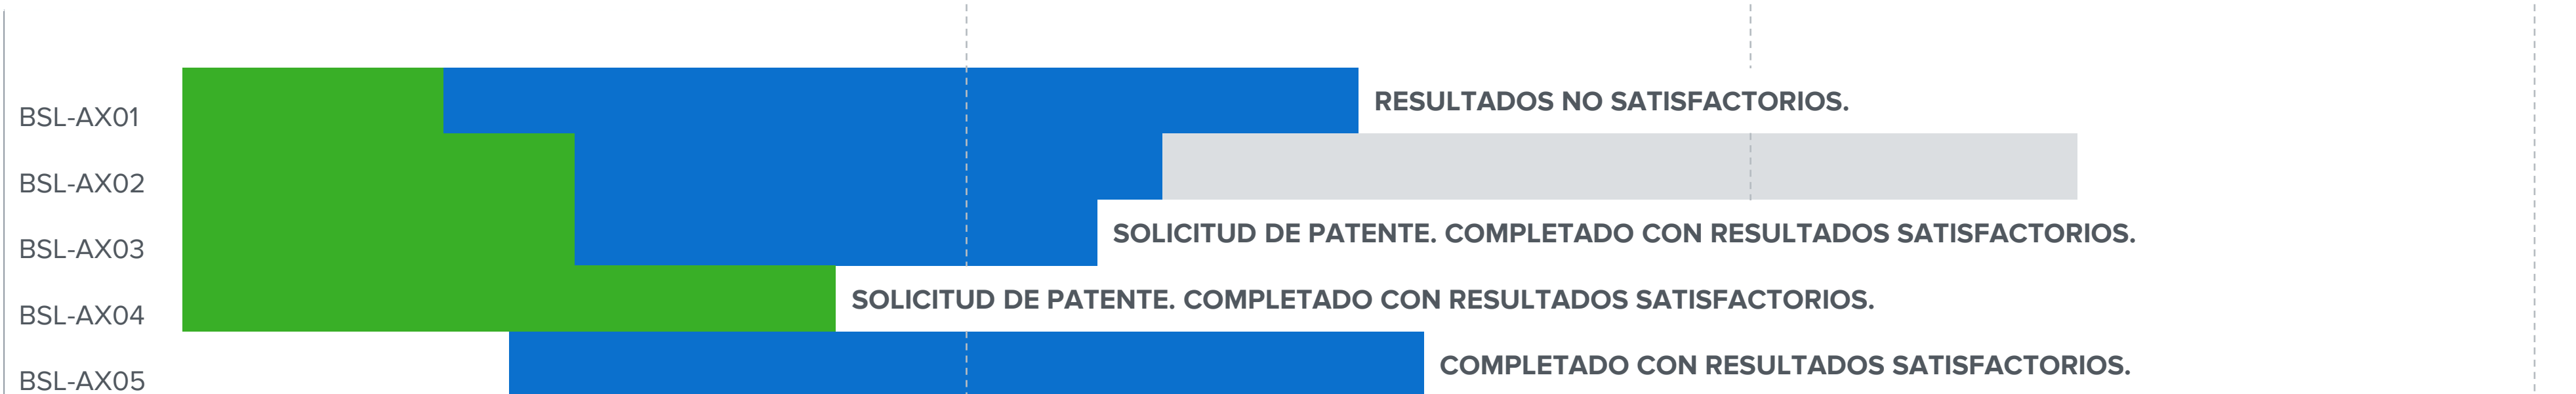 BSL-AX01
RESULTADOS NO SATISFACTORIOS.
BSL-AX02
BSL-AX03
SOLICITUD DE PATENTE. COMPLETADO CON RESULTADOS SATISFACTORIOS.
BSL-AX04
SOLICITUD DE PATENTE. COMPLETADO CON RESULTADOS SATISFACTORIOS.
BSL-AX05
COMPLETADO CON RESULTADOS SATISFACTORIOS.